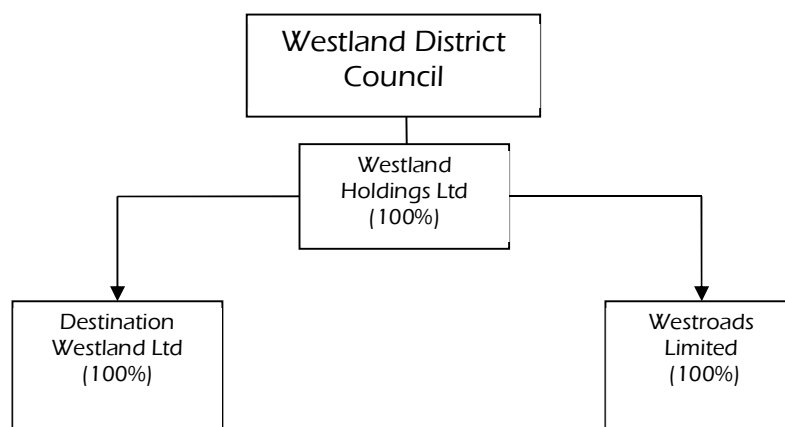 Westland District
Council
Westland
Holdings Ltd
(100%)
Destination
Westland Ltd
(100%)
Westroads
Limited
(100%)